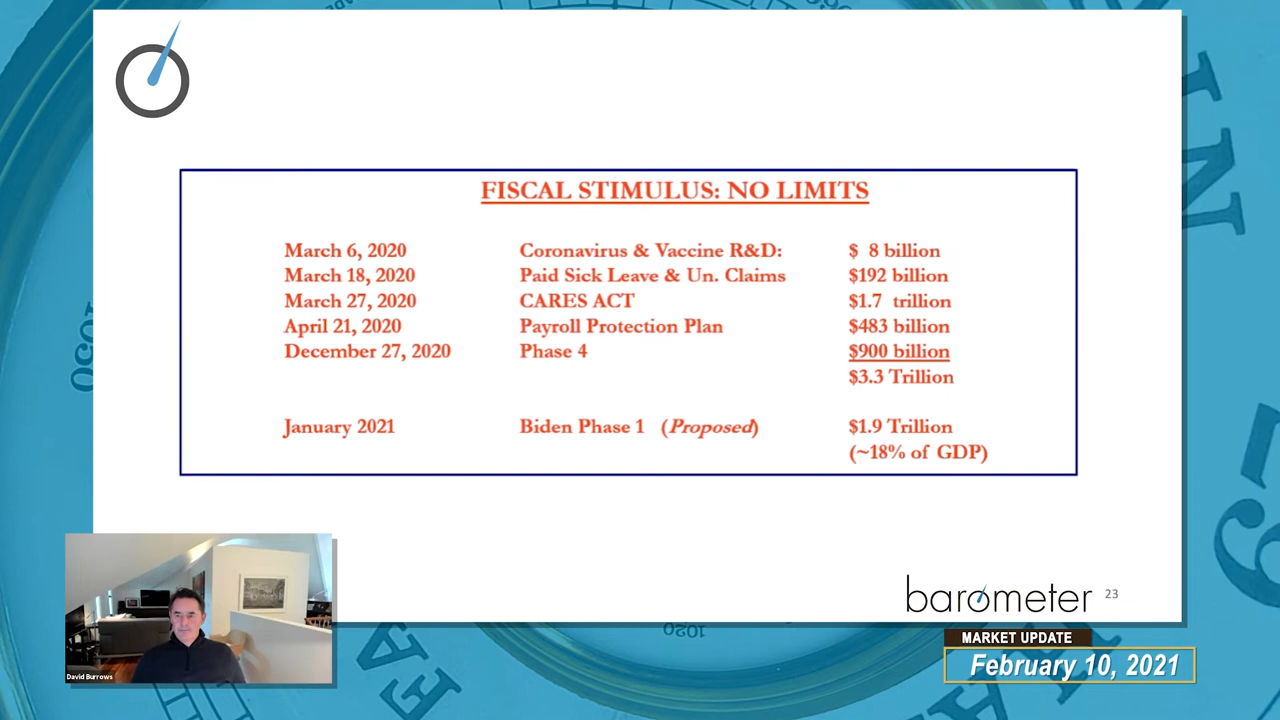 FISCAL STIMULUS: NO LIMITS
March 6, 2020 Coronavirus & Vaccine R&D: $ 8 billion
March 18, 2020 Paid Sick Leave & Un. Claims $192 billion
March 27, 2020 CARES ACT $1.7 trillion
April 21, 2020 Payroll Protection Plan $483 billion
December 27, 2020 Phase 4 $900 billion
$3.3 Trillion
January 2021 Biden Phase 1 (Proposed) $1.9 Trillion
(~18% of GDP)
barometer 23
1020
MARKET UPDATE
February 10, 2021
David Burrows